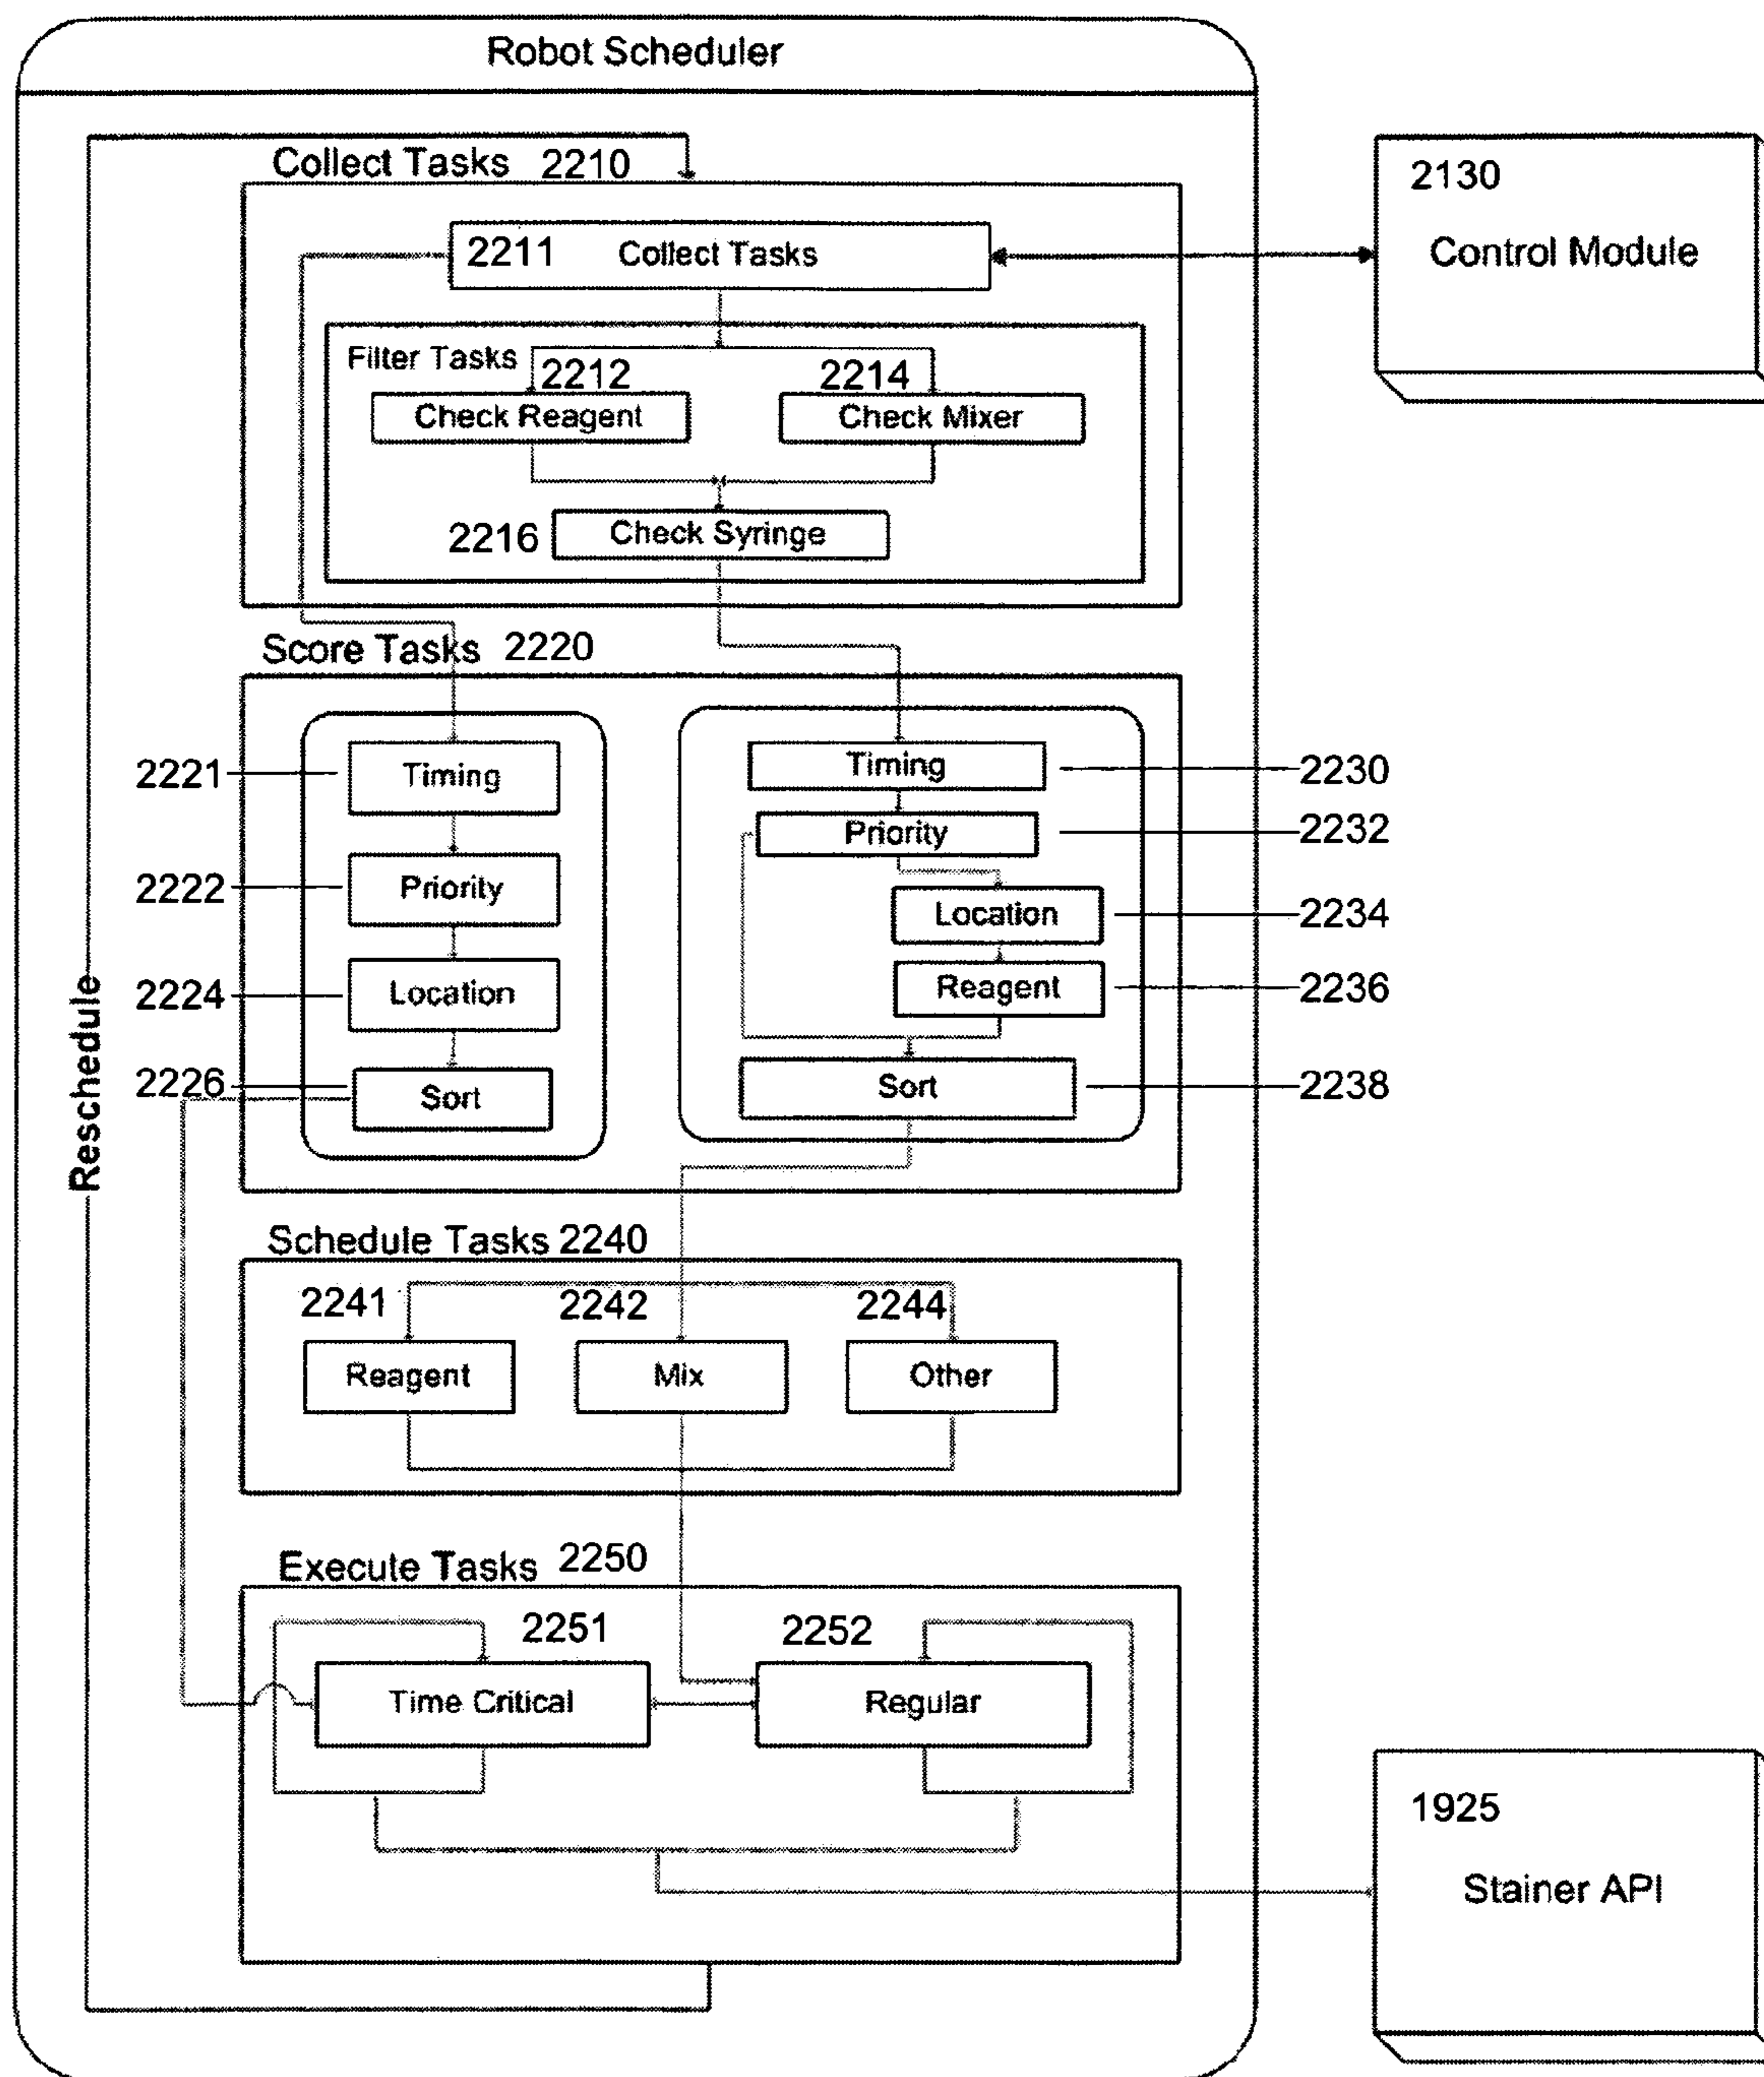 Robot Scheduler
Collect Tasks 2210
2130
Control Module
2211 Collect Tasks
Filter Tasks
2212
2214
Check Reagent
Check Mixer
2216
Check Syringe
Score Tasks 2220
2221
Timing
Timing
2230
Priority
2232
2222
Priority
Location
2234
2224
Location
Reagent
2236
2226
Sort
Sort
2238
Reschedule
Schedule Tasks 2240
2241
2242
2244
Reagent
Mix
Other
Execute Tasks 2250
2251
2252
Time Critical
Regular
1925
Stainer API